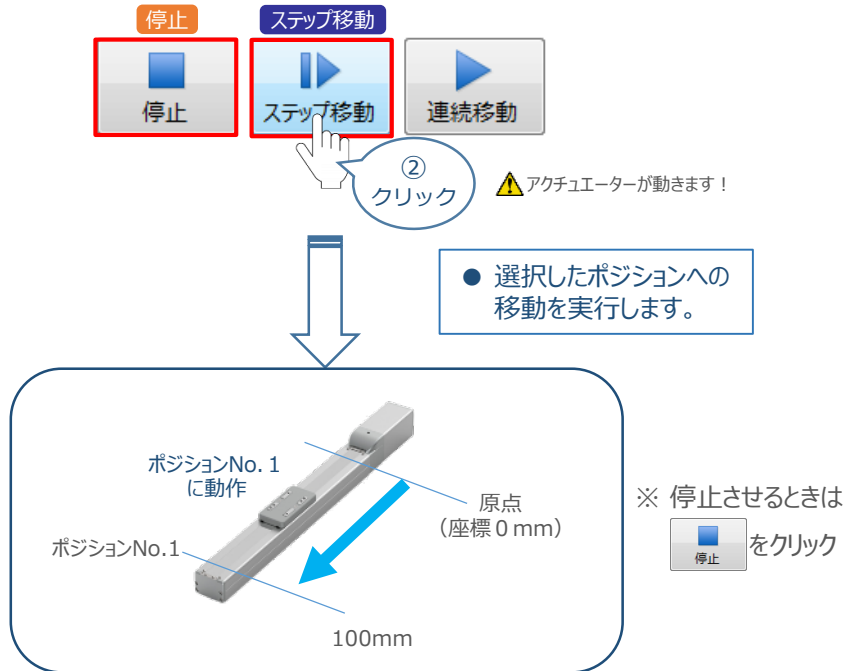 停止
ステップ移動
停止
ステップ移動
連続移動
②
クリック
アクチュエーターが動きます！
● 選択したポジションへの
移動を実行します。
ポジションNo. 1
に動作
原点
（座標０mm）
ポジションNo.1
100mm
※ 停止させるときは
停止
をクリック